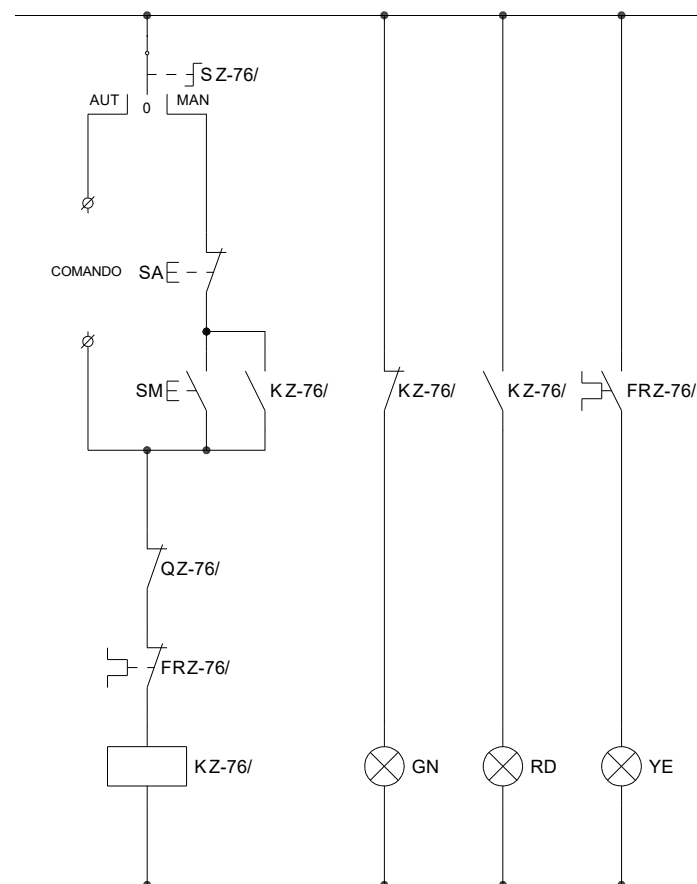 SZ-76/
AUT
0
MAN
COMANDO
SA
SM
KZ-76/
KZ-76/
KZ-76/
FRZ-76/
QZ-76/
FRZ-76/
KZ-76/
GN
RD
YE